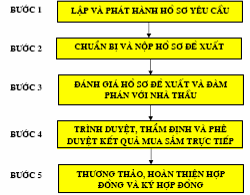 BƯỚC 1
LẬP VÀ PHÁT HÀNH HỒ SƠ YÊU CẦU
BƯỚC 2
CHUẨN BỊ VÀ NỘP HỒ SƠ ĐỀ XUẤT
BƯỚC 3
ĐÁNH GIÁ HỒ SƠ ĐỀ XUẤT VÀ ĐÀM
PHÁN VỚI NHÀ THẦU
BƯỚC 4
TRÌNH DUYỆT, THẨM ĐỊNH VÀ PHÊ
DUYỆT KẾT QUẢ MUA SẮM TRỰC TIẾP
BƯỚC 5
THƯƠNG THẢO, HOÀN THIỆN HỢP
ĐỒNG VÀ KÝ HỢP ĐỒNG